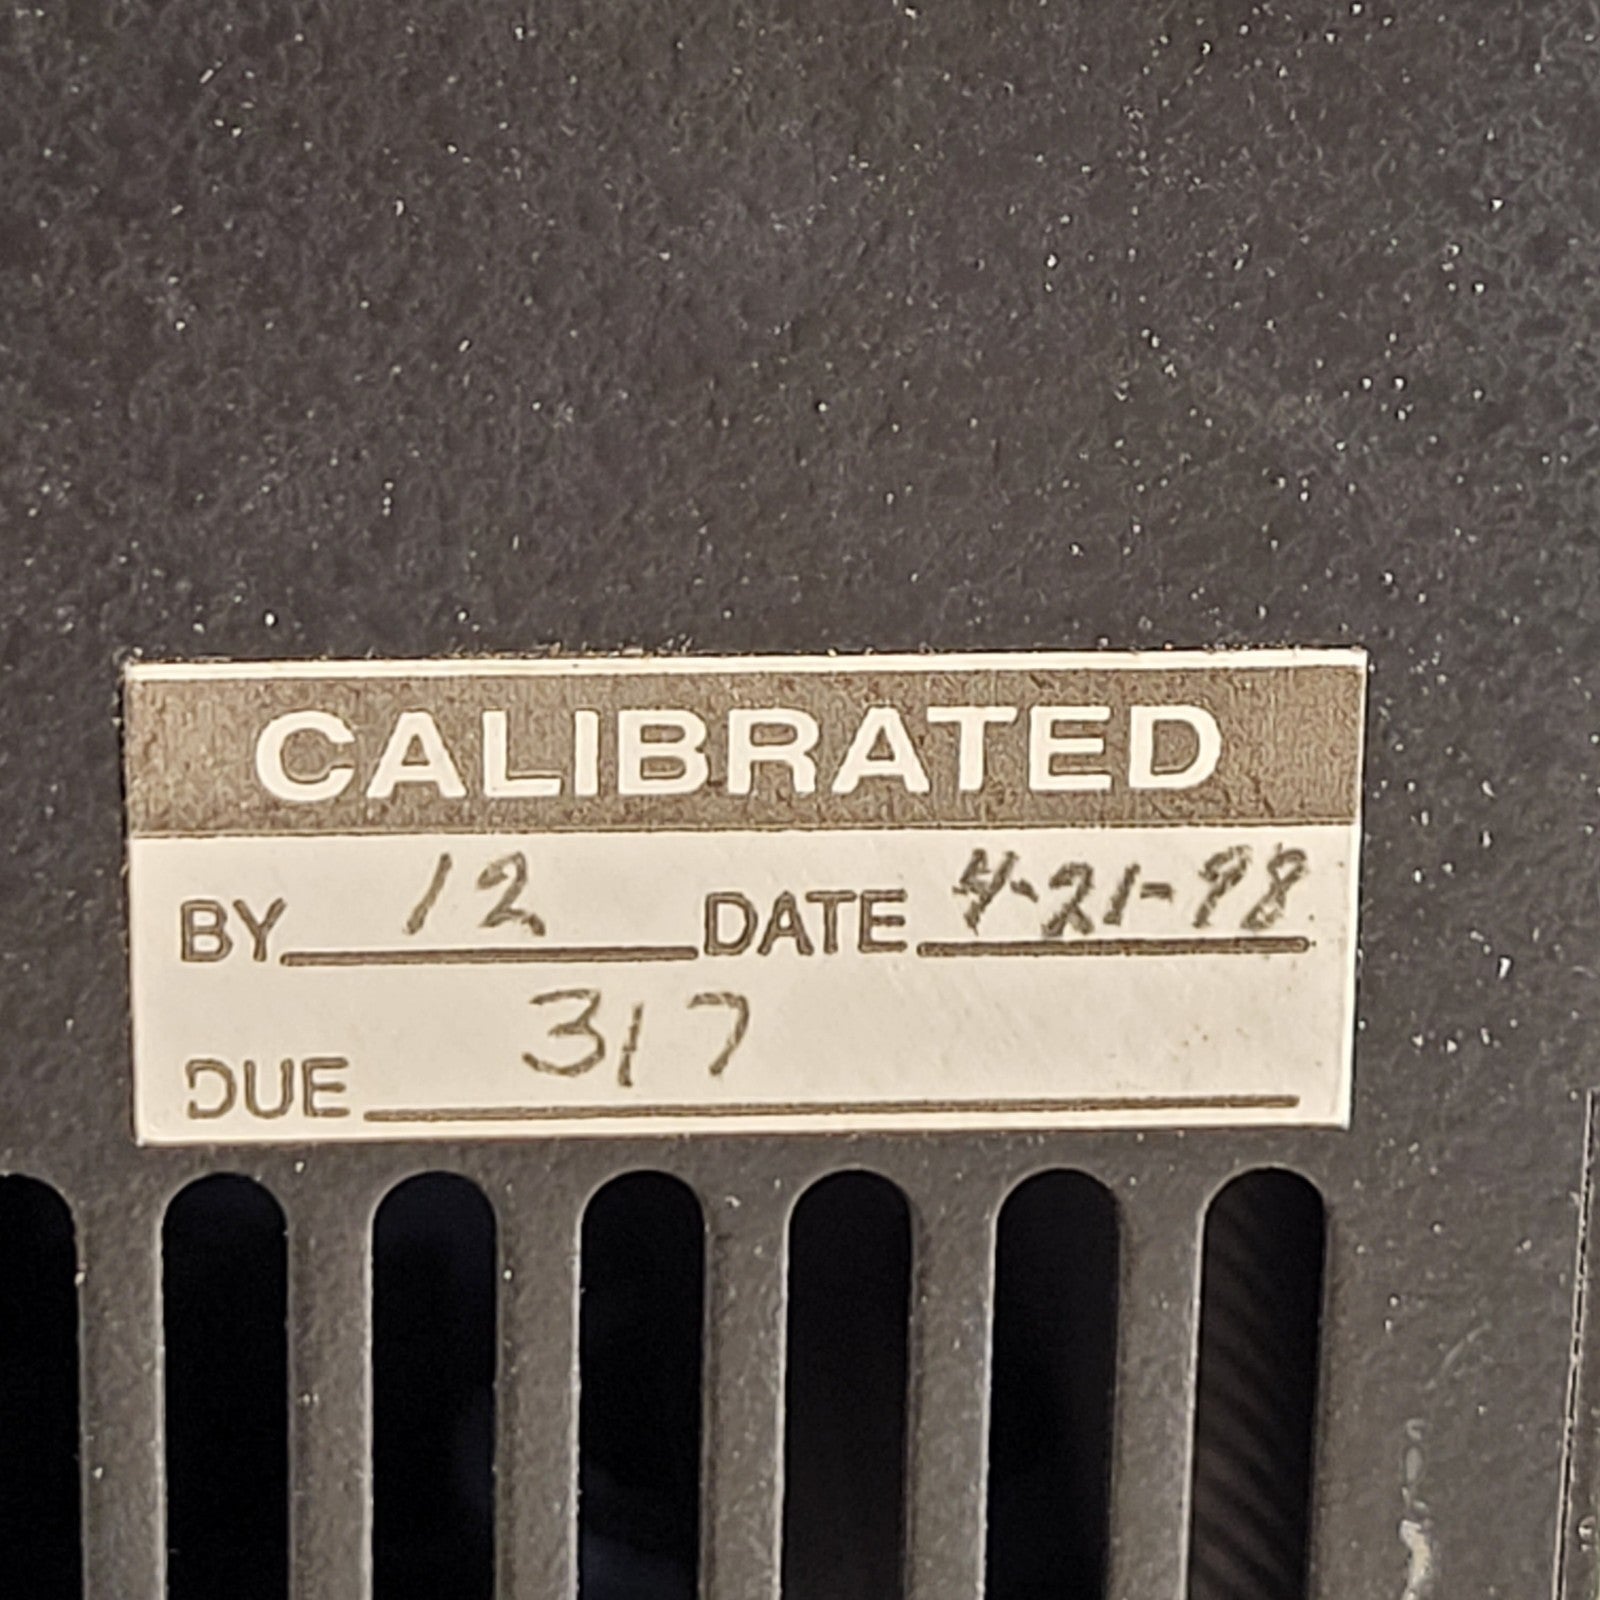 CALIBRATED
BY 12 DATE 4-21-98
DUE 317